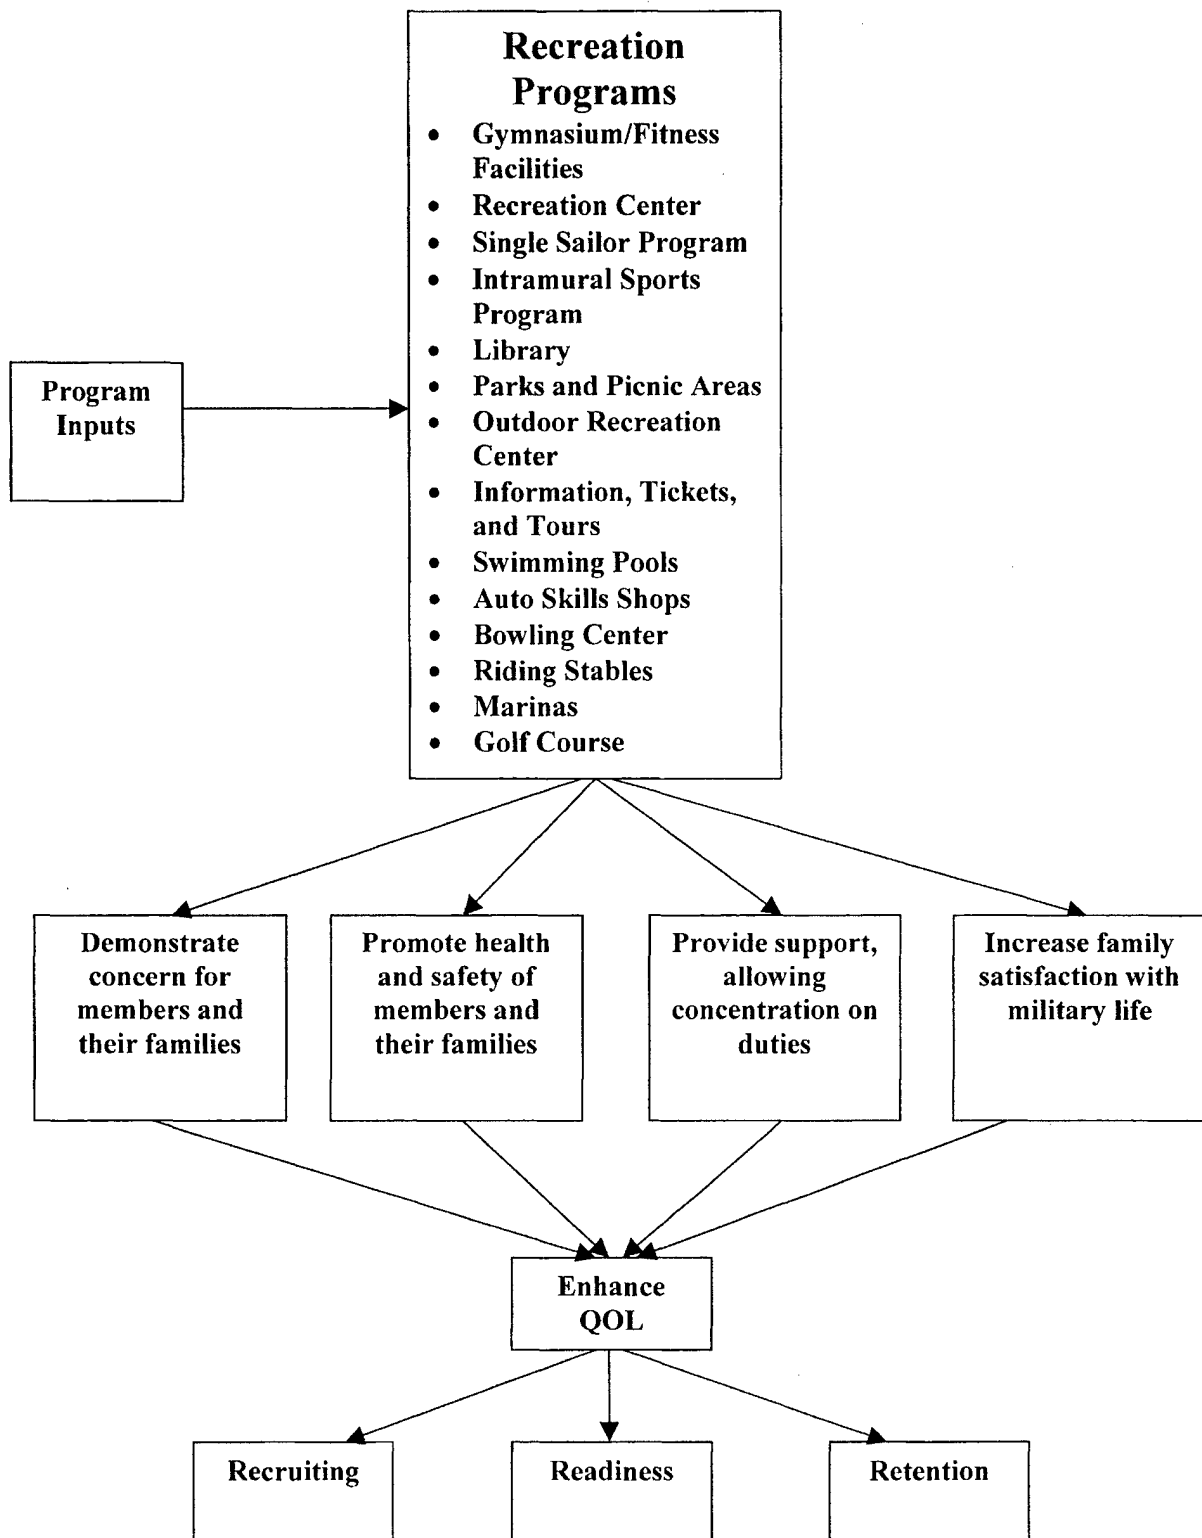 Recreation
Programs
• Gymnasium/Fitness
Facilities
• Recreation Center
• Single Sailor Program
• Intramural Sports
Program
• Library
• Parks and Picnic Areas
• Outdoor Recreation
Center
• Information, Tickets,
and Tours
• Swimming Pools
• Auto Skills Shops
• Bowling Center
• Riding Stables
• Marinas
• Golf Course
Program
Inputs
Demonstrate
concern for
members and
their families
Promote health
and safety of
members and
their families
Provide support,
allowing
concentration on
duties
Increase family
satisfaction with
military life
Enhance
QOL
Recruiting
Readiness
Retention